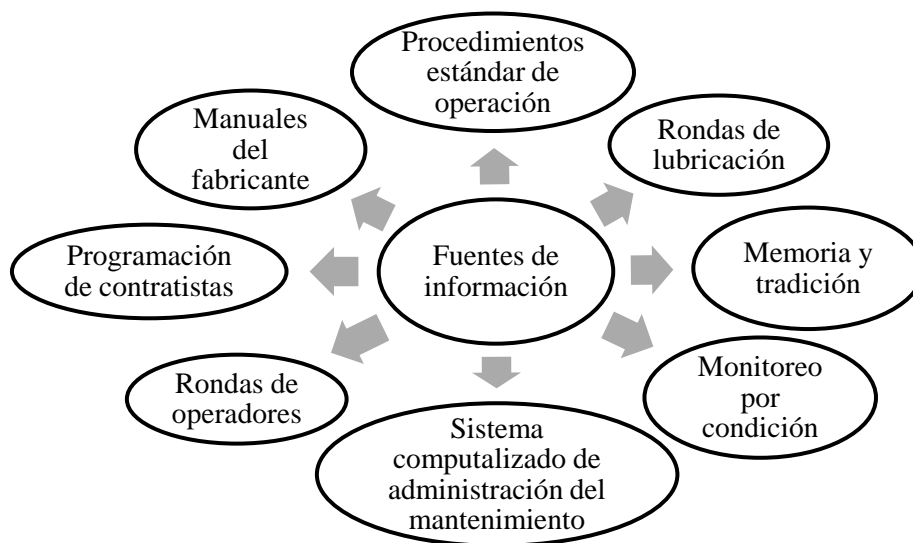 Procedimientos
estándar de
operación
Manuales
del
fabricante
Rondas de
lubricación
Programación
de contratistas
Fuentes de
información
Memoria y
tradición
Rondas de
operadores
Monitoreo
por
condición
Sistema
computalizado de
administración del
mantenimiento